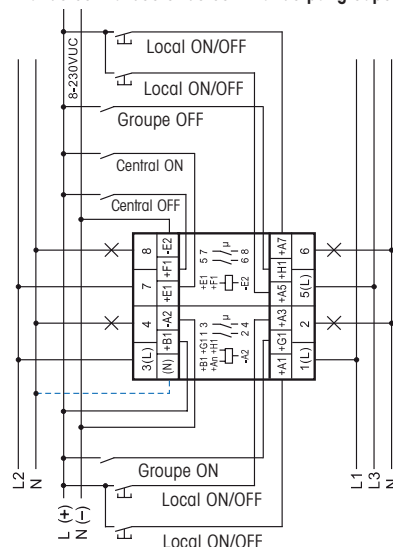 Local ON/OFF
8-230VUC
Local ON/OFF
Groupe OFF
Central ON
Central OFF
8
7
4
3(L)
-E2
+F1
+E1
-A2
+B1
(N)
5 7
µ
6 8
+E1
+F1
-E2
1 3
µ
2 4
+B1 +G1
+An +H1
-A2
+A7
+H1
+A5
+A3
+G1
+A1
6
5(L)
2
1(L)
Groupe ON
Local ON/OFF
Local ON/OFF
L2
N
L (+)
N (–)
L1
L3
N